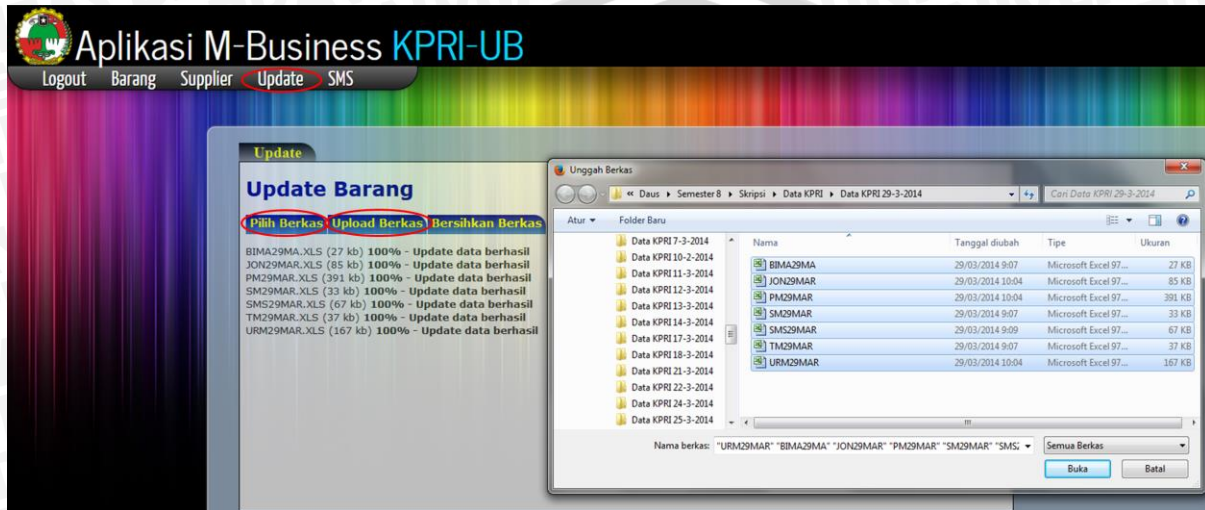 Aplikasi M-Business KPRI-UB
Logout Barang Supplier Update SMS
Update
Update Barang
Pilih Berkas Upload Berkas Bersihkan Berkas
BIMA29MA.XLS (27 kb) 100% - Update data berhasil
JON29MAR.XLS (85 kb) 100% - Update data berhasil
PM29MAR.XLS (391 kb) 100% - Update data berhasil
SM29MAR.XLS (33 kb) 100% - Update data berhasil
SMS29MAR.XLS (67 kb) 100% - Update data berhasil
TM29MAR.XLS (37 kb) 100% - Update data berhasil
URM29MAR.XLS (167 kb) 100% - Update data berhasil
Unggah Berkas
« Daus Semester 8 Skripsi Data KPRI Data KPRI 29-3-2014
Cari Data KPRI 29-3-2014
Atur Folder Baru
Data KPRI 7-3-2014
Data KPRI 10-2-2014
Data KPRI 11-3-2014
Data KPRI 12-3-2014
Data KPRI 13-3-2014
Data KPRI 14-3-2014
Data KPRI 17-3-2014
Data KPRI 18-3-2014
Data KPRI 21-3-2014
Data KPRI 22-3-2014
Data KPRI 24-3-2014
Data KPRI 25-3-2014
Nama Tanggal diubah Tipe Ukuran
BIMA29MA 29/03/2014 9:07 Microsoft Excel 97... 27 KB
JON29MAR 29/03/2014 10:04 Microsoft Excel 97... 85 KB
PM29MAR 29/03/2014 10:04 Microsoft Excel 97... 391 KB
SM29MAR 29/03/2014 9:07 Microsoft Excel 97... 33 KB
SMS29MAR 29/03/2014 9:09 Microsoft Excel 97... 67 KB
TM29MAR 29/03/2014 9:07 Microsoft Excel 97... 37 KB
URM29MAR 29/03/2014 10:04 Microsoft Excel 97... 167 KB
Nama berkas: "URM29MAR" "BIMA29MA" "JON29MAR" "PM29MAR" "SM29MAR" "SMS
Semua Berkas
Buka Batal